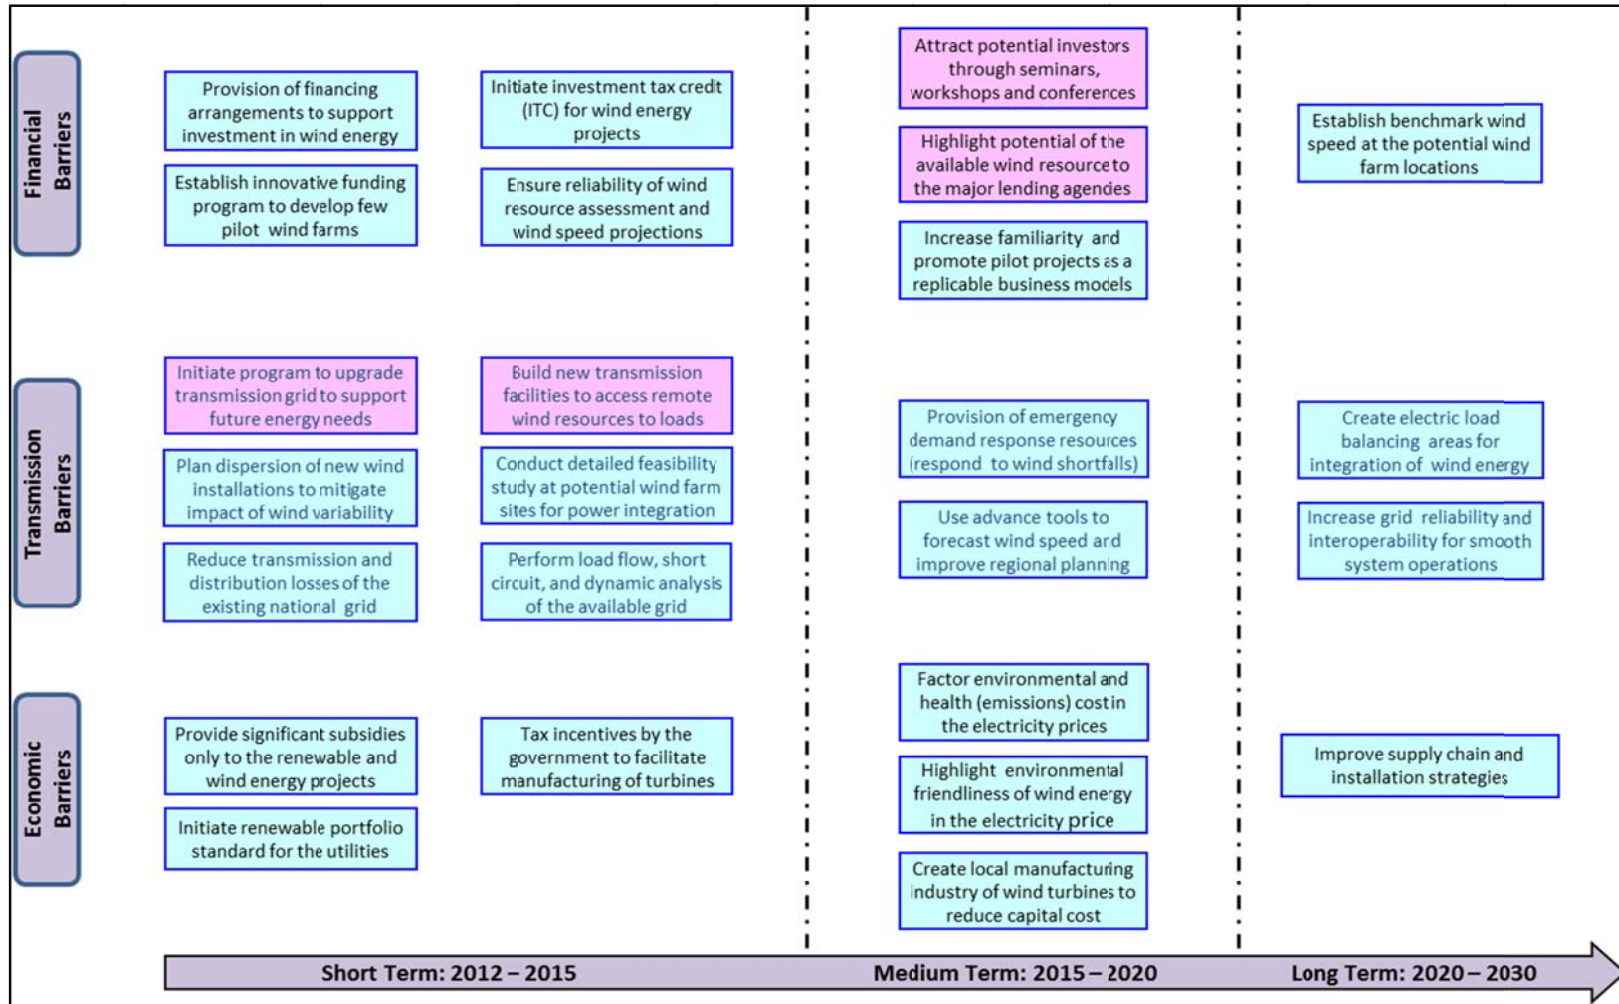 Financial
Barriers
Provision of financing
arrangements to support
investment in wind energy
Establish innovative funding
program to develop few
pilot wind farms
Initiate investment tax credit
(ITC) for wind energy
projects
Ensure reliability of wind
resource assessment and
wind speed projections
Attract potential investors
through seminars,
workshops and conferences
Highlight potential of the
available wind resource to
the major lending agencies
Increase familiarity and
promote pilot projects as a
replicable business models
Establish benchmark wind
speed at the potential wind
farm locations
Transmission
Barriers
Initiate program to upgrade
transmission grid to support
future energy needs
Plan dispersion of new wind
installations to mitigate
impact of wind variability
Reduce transmission and
distribution losses of the
existing national grid
Build new transmission
facilities to access remote
wind resources to loads
Conduct detailed feasibility
study at potential wind farm
sites for power integration
Perform load flow, short
circuit, and dynamic analysis
of the available grid
Provision of emergency
demand response resources
(respond to wind shortfalls)
Use advance tools to
forecast wind speed and
improve regional planning
Create electric load
balancing areas for
integration of wind energy
Increase grid reliability and
interoperability for smooth
system operations
Economic
Barriers
Provide significant subsidies
only to the renewable and
wind energy projects
Initiate renewable portfolio
standard for the utilities
Tax incentives by the
government to facilitate
manufacturing of turbines
Factor environmental and
health (emissions) cost in
the electricity prices
Highlight environmental
friendliness of wind energy
in the electricity price
Create local manufacturing
industry of wind turbines to
reduce capital cost
Improve supply chain and
installation strategies
Short Term: 2012 – 2015
Medium Term: 2015 – 2020
Long Term: 2020 – 2030